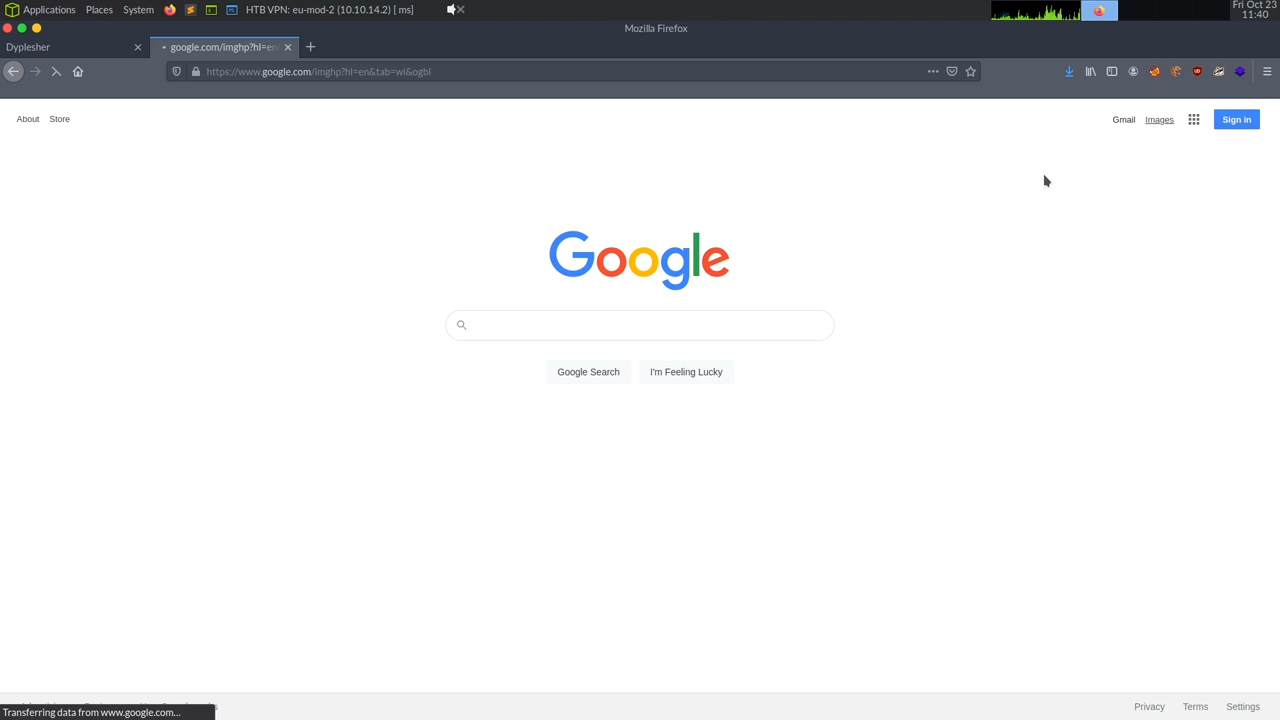 Applications Places System HTB VPN: eu-mod-2 (10.10.14.2) [ ms] Fri Oct 23
11:40
Mozilla Firefox
Dyplesher google.com/imghp?hl=en
https://www.google.com/imghp?hl=en&tab=wi&ogbl
About Store Gmail Images Sign in
Google
Google Search I'm Feeling Lucky
Privacy Terms Settings
Transferring data from www.google.com...